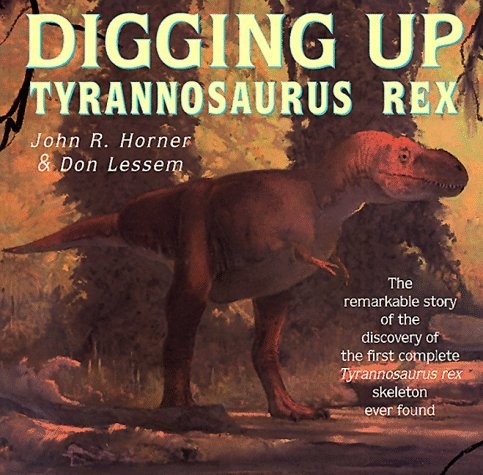 DIGGING UP
TYRANNOSAURUS REX
John R. Horner
& Don Lessem
The
remarkable story
of the
discovery of
the first complete
Tyrannosaurus rex
skeleton
ever found